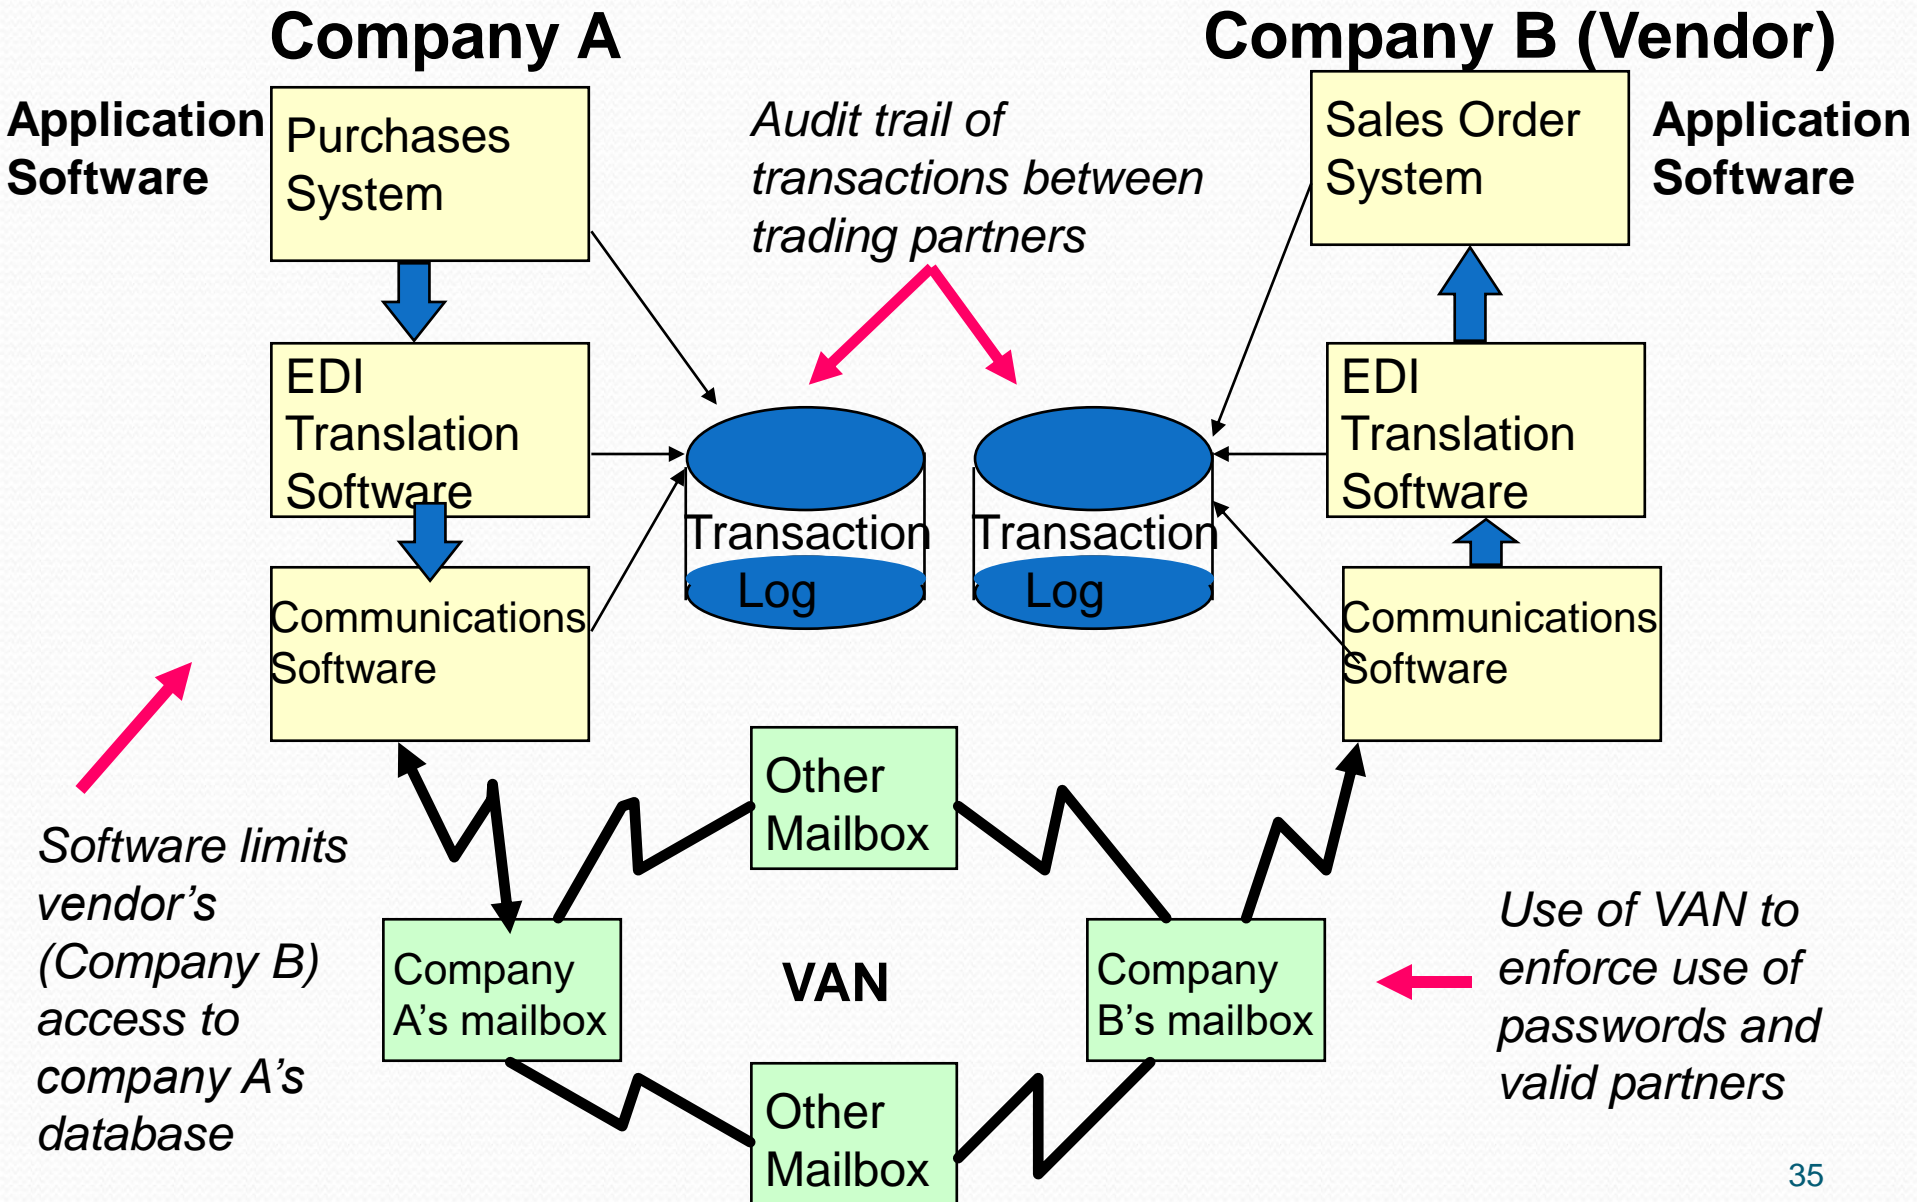 Company A
Company B (Vendor)
Application
Software
Purchases
System
Audit trail of
transactions between
trading partners
Sales Order
System
Application
Software
EDI
Translation
Software
Transaction
Log
Transaction
Log
EDI
Translation
Software
Communications
Software
Communications
Software
Other
Mailbox
Software limits
vendor’s
(Company B)
access to
company A’s
database
Company
A’s mailbox
VAN
Company
B’s mailbox
Use of VAN to
enforce use of
passwords and
valid partners
Other
Mailbox
35